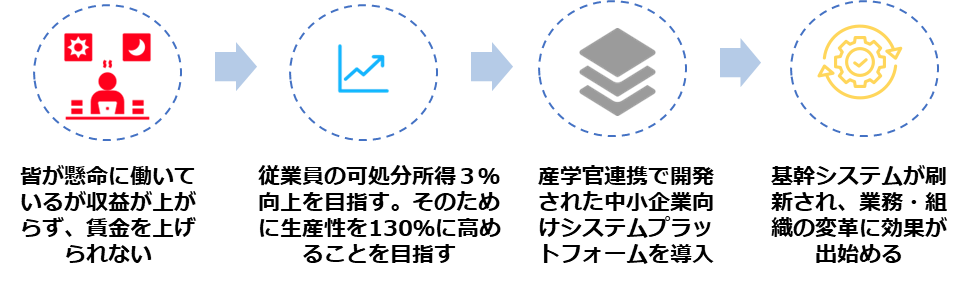 皆が懸命に働いて
いるが収益が上が
らず、賃金を上げ
られない
従業員の可処分所得３％
向上を目指す。そのため
に生産性を130%に高め
ることを目指す
産学官連携で開発
された中小企業向
けシステムプラッ
トフォームを導入
基幹システムが刷
新され、業務・組
織の変革に効果が
出始める